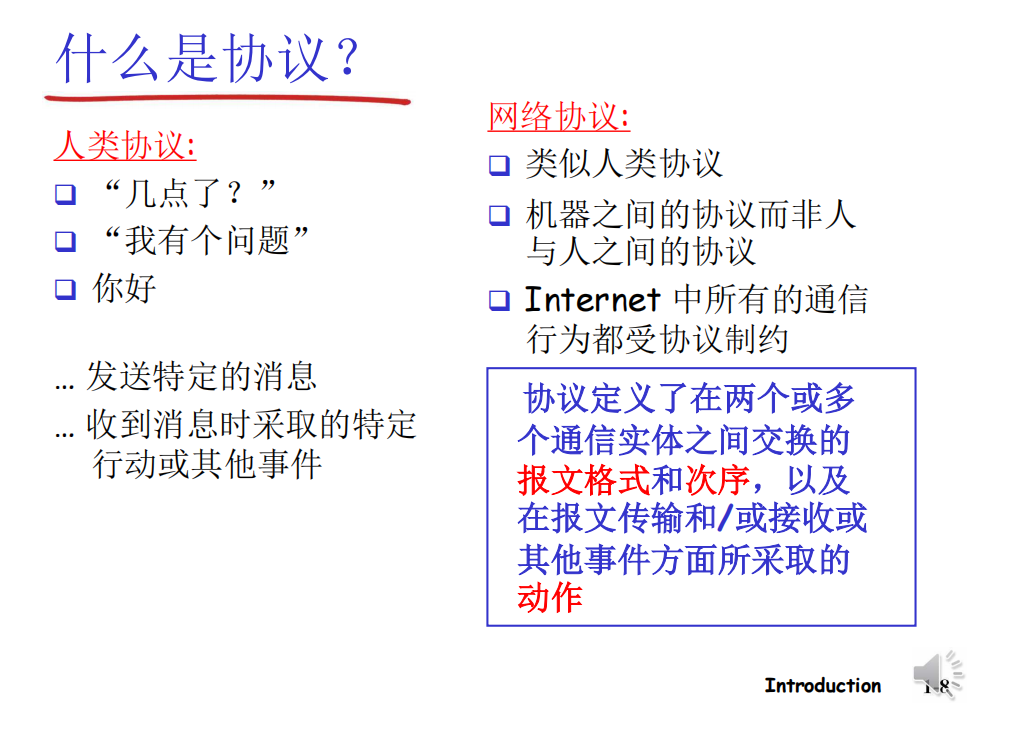 什么是协议？
人类协议:
“几点了？”
“我有个问题”
你好
… 发送特定的消息
… 收到消息时采取的特定
行动或其他事件
网络协议:
类似人类协议
机器之间的协议而非人
与人之间的协议
Internet 中所有的通信
行为都受协议制约
协议定义了在两个或多
个通信实体之间交换的
报文格式和次序，以及
在报文传输和/或接收或
其他事件方面所采取的
动作
Introduction 1-8